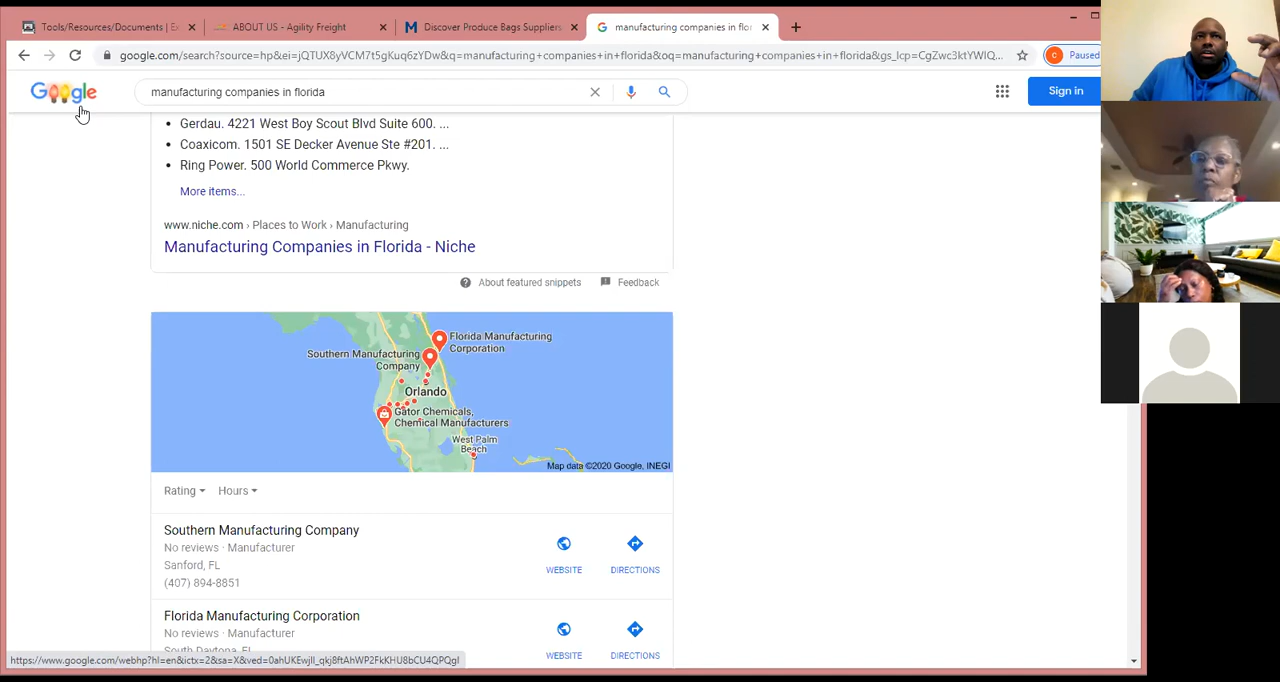 Tools/Resources/Documents | E
ABOUT US - Agility Freight
Discover Produce Bags Suppliers
manufacturing companies in flor
google.com/search?source=hp&ei=jQTUX8yVCM7t5gKuq6zYDw&q=manufacturing+companies+in+florida&oq=manufacturing+companies+in+florida&gs_lcp=CgZwc3ktYWIQ...
C Paused
Google
manufacturing companies in florida
Sign in
• Gerdau. 4221 West Boy Scout Blvd Suite 600. ...
• Coaxicom. 1501 SE Decker Avenue Ste #201. ...
• Ring Power. 500 World Commerce Pkwy.
More items...
www.niche.com › Places to Work › Manufacturing
Manufacturing Companies in Florida - Niche
About featured snippets
Feedback
Florida Manufacturing
Corporation
Southern Manufacturing
Company
Orlando
Gator Chemicals,
Chemical Manufacturers
West Palm
Beach
Map data ©2020 Google, INEGI
Rating
Hours
Southern Manufacturing Company
No reviews · Manufacturer
Sanford, FL
(407) 894-8851
WEBSITE
DIRECTIONS
Florida Manufacturing Corporation
No reviews · Manufacturer
South Daytona, FL
WEBSITE
DIRECTIONS